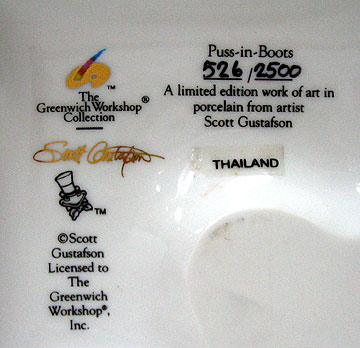 ™
The
Greenwich Workshop®
Collection
Scott Gustafson
™
©Scott
Gustafson
Licensed to
The
Greenwich
Workshop®,
Inc.
Puss-in-Boots
526/2500
A limited edition work of art in
porcelain from artist
Scott Gustafson
THAILAND